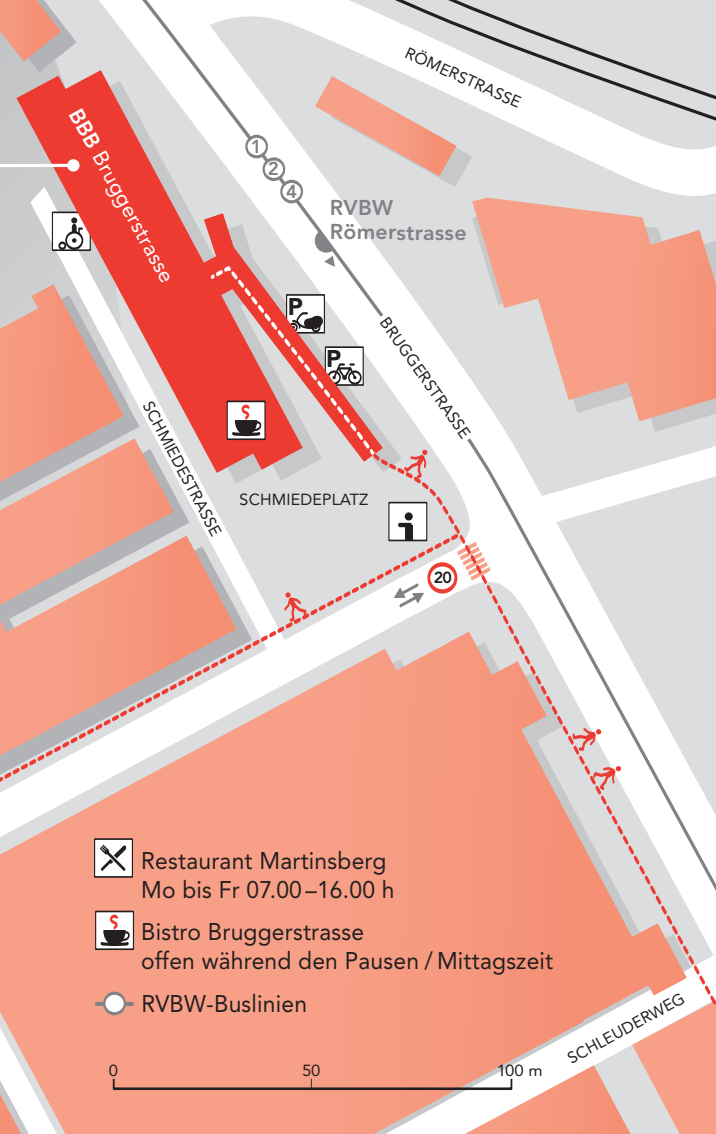 RÖMERSTRASSE
BBB Bruggerstrasse
1
2
4
RVBW
Römerstrasse
P
P
BRUGGERSTRASSE
SCHMIEDESTRASSE
SCHMIEDEPLATZ
20
Restaurant Martinsberg
Mo bis Fr 07.00–16.00 h
Bistro Bruggerstrasse
offen während den Pausen / Mittagszeit
RVBW-Buslinien
SCHLEUDERWEG
0 50 100 m